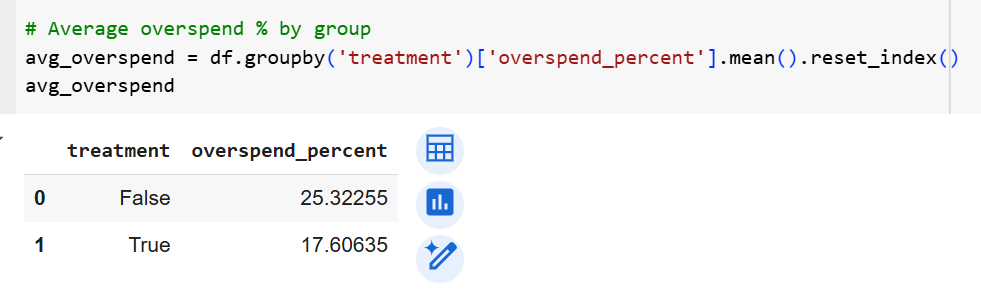 # Average overspend % by group
avg_overspend = df.groupby('treatment')['overspend_percent'].mean().reset_index()
avg_overspend
treatment overspend_percent
0 False 25.32255
1 True 17.60635